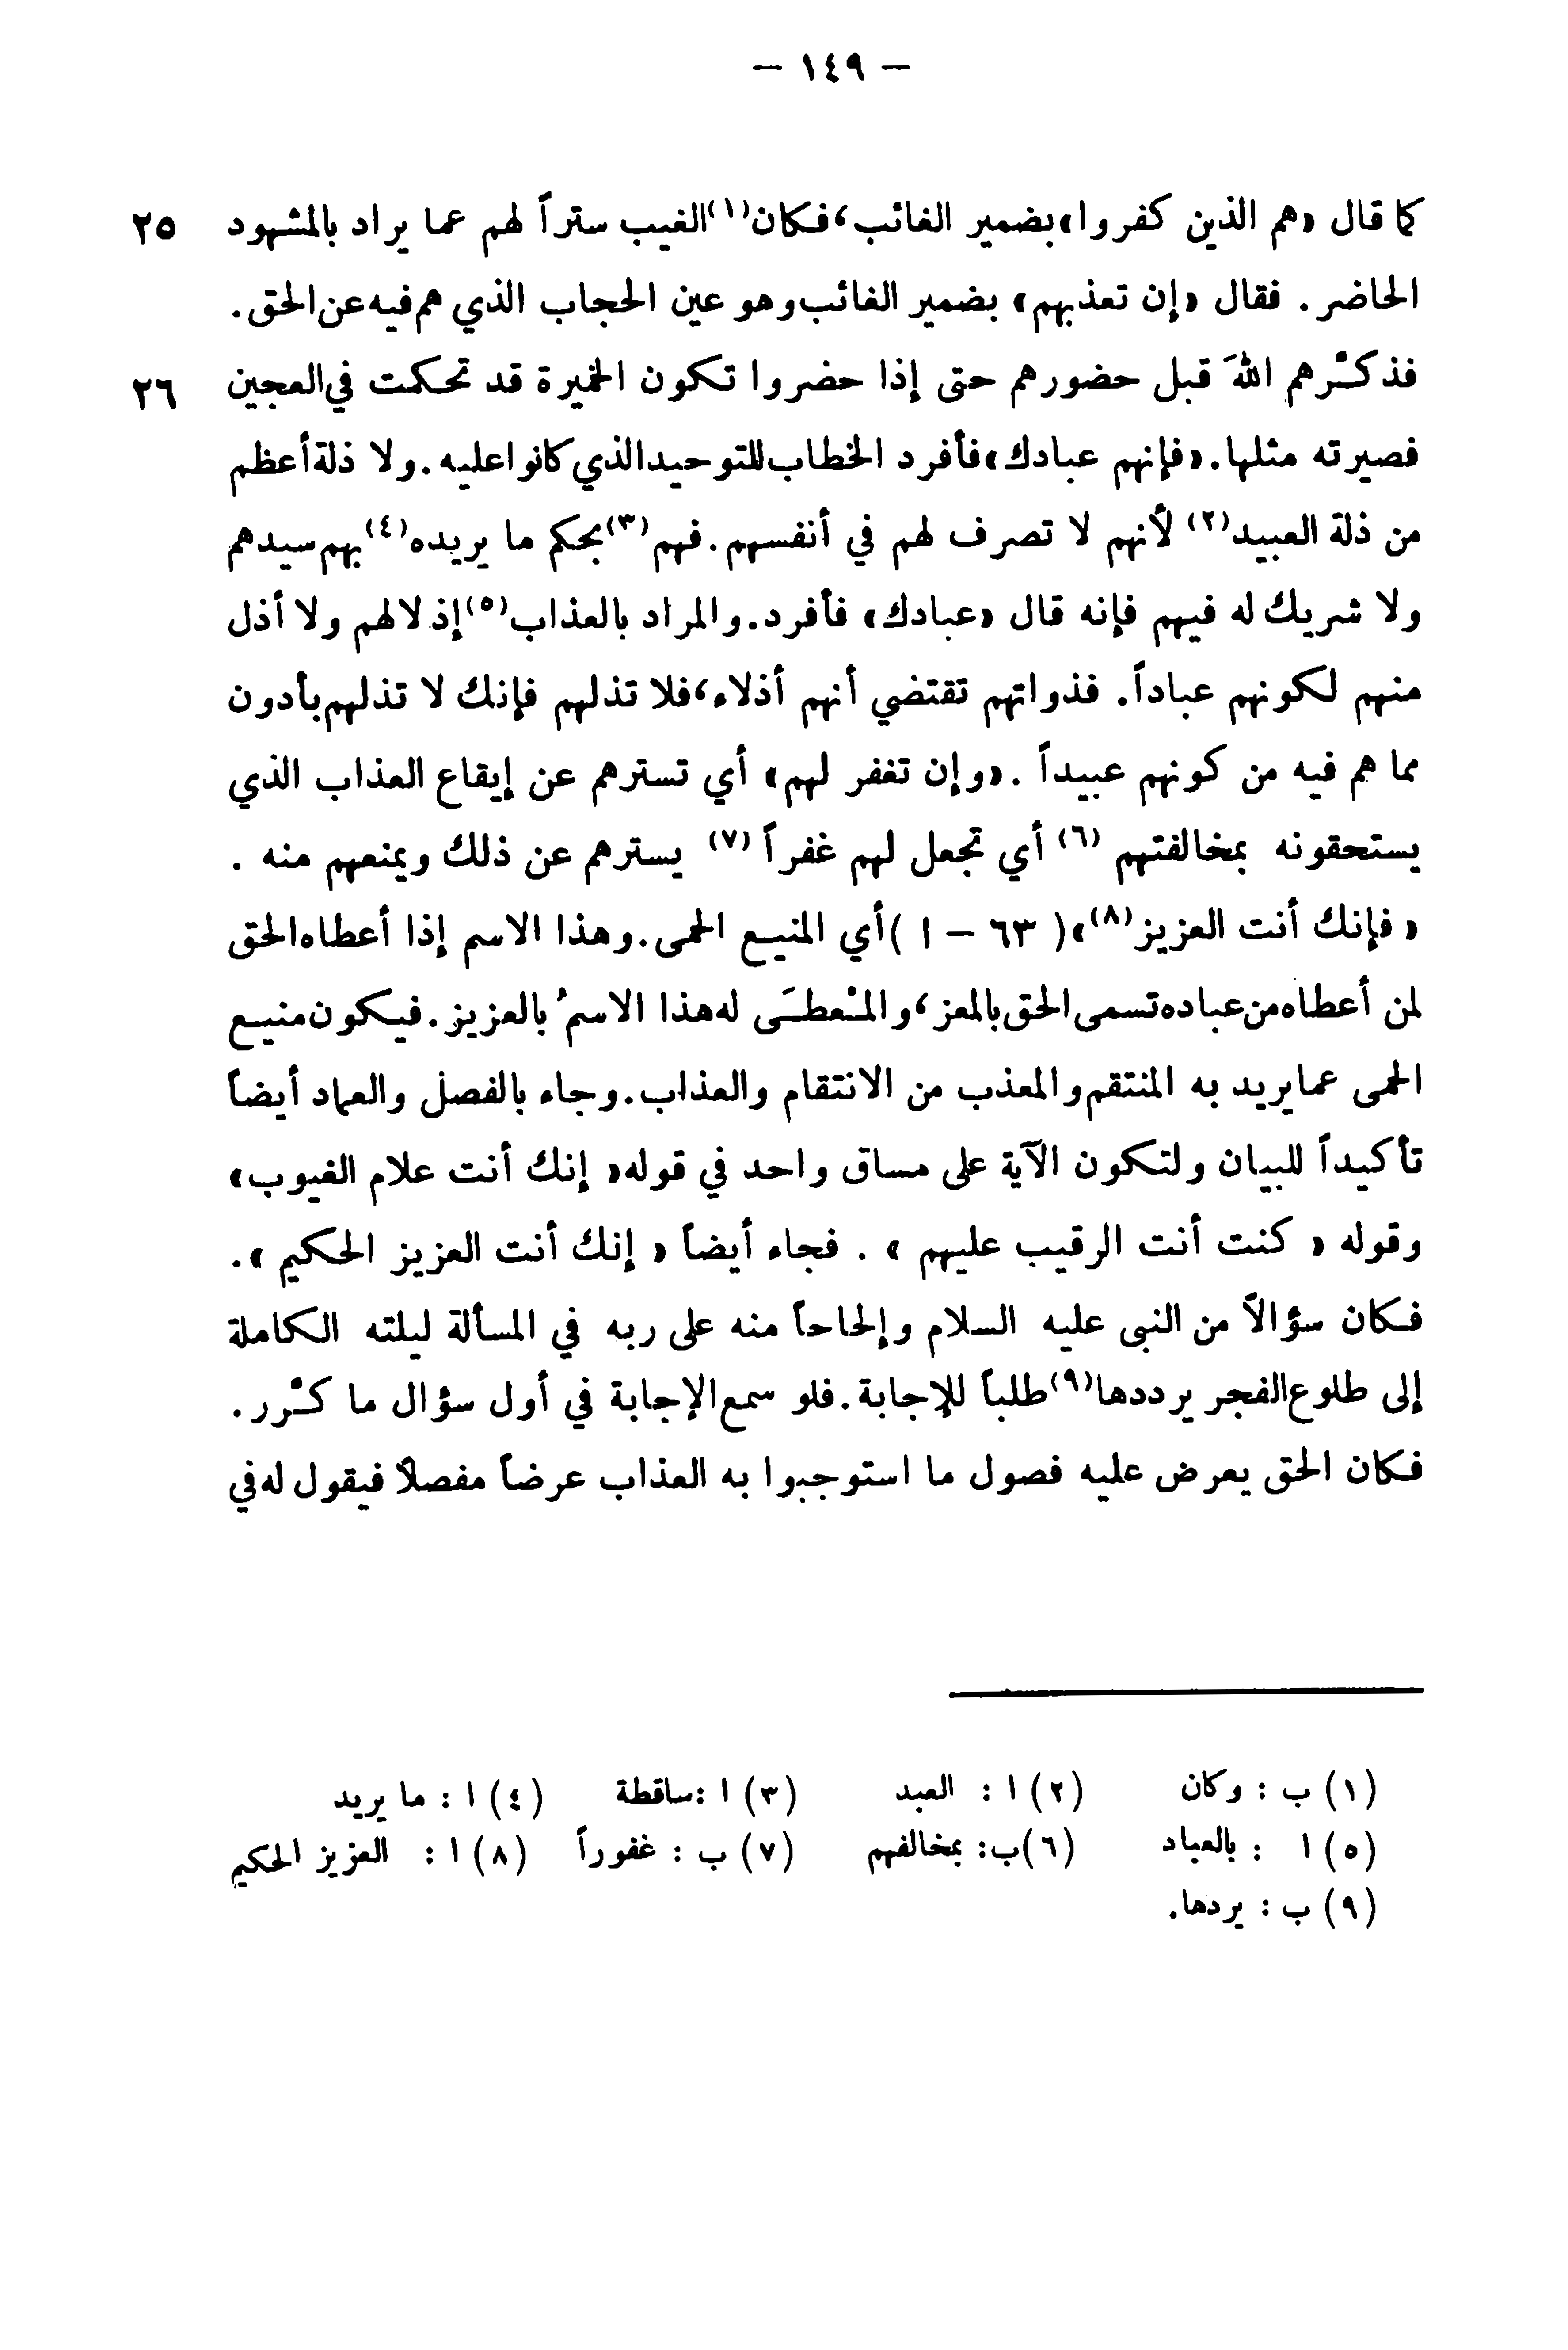 — ١٤٩ —
كما قال «هم الذين كفروا» بضمير الغائب، فكان(١) الغيب ستراً لهم عما يراد بالمشهود ٢٥
الحاضر . فقال «إن تعذبهم» بضمير الغائب وهو عين الحجاب الذي هم فيه عن الحق .
فذكَّرهم اللهَ قبل حضورهم حتى إذا حضروا تكون الخميرة قد تحكمت في العجين ٢٦
فصيرته مثلها. «فإنهم عبادك» فأفرد الخطاب للتوحيد الذي كانوا عليه. ولا ذلة أعظم
من ذلة العبيد(٢) لأنهم لا تصرف لهم في أنفسهم. فهم(٣) بحكم ما يريده(٤) بهم سيدهم
ولا شريك له فيهم فإنه قال «عبادك» فأفرد. والمراد بالعذاب(٥) إذلالهم ولا أذل
منهم لكونهم عباداً. فذواتهم تقتضي أنهم أذلاء، فلا تذلهم فإنك لا تذلهم بأدون
مما هم فيه من كونهم عبيداً . «وإن تغفر لهم» أي تسترهم عن إيقاع العذاب الذي
يستحقونه بمخالفتهم (٦) أي تجعل لهم غفراً (٧) يسترهم عن ذلك ويمنعهم منه .
« فإنك أنت العزيز(٨)» ( ٦٣ – ا ) أي المنيع الحمى. وهذا الاسم إذا أعطاه الحق
لمن أعطاه من عباده تسمى الحق بالمعز، والمُعطَى له هذا الاسمُ بالعزيز. فيكون منيع
الحمى عما يريد به المنتقم والمعذب من الانتقام والعذاب. وجاء بالفصل والعماد أيضاً
تأكيداً للبيان ولتكون الآية على مساق واحد في قوله « إنك أنت علام الغيوب»
وقوله « كنت أنت الرقيب عليهم » . فجاء أيضاً « إنك أنت العزيز الحكيم ».
فكان سؤالاً من النبي عليه السلام وإلحاحاً منه على ربه في المسألة ليلته الكاملة
إلى طلوع الفجر يرددها(٩) طلباً للإجابة. فلو سمع الإجابة في أول سؤال ما كرَّر.
فكان الحق يعرض عليه فصول ما استوجبوا به العذاب عرضاً مفصلاً فيقول له في
(١) ب : وكان (٢) ا : العبد (٣) ا : ساقطة (٤) ا : ما يريد
(٥) ا : بالعباد (٦) ب : بمخالفهم (٧) ب : غفوراً (٨) ا : العزيز الحكيم
(٩) ب : يردها.